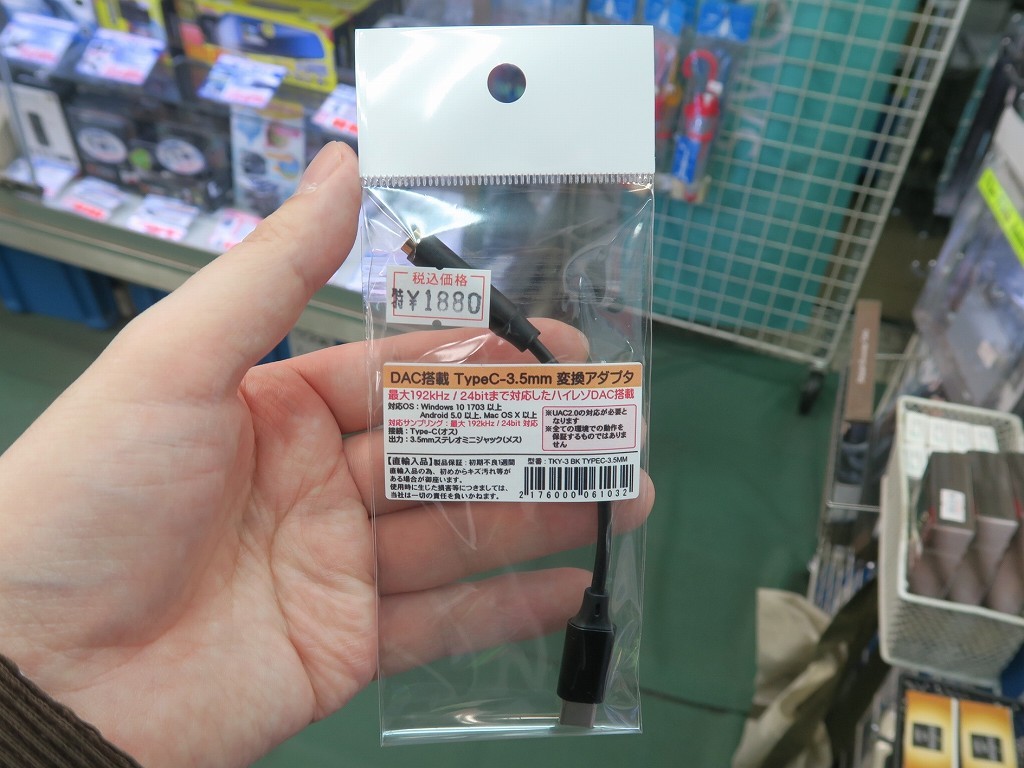 税込価格
¥1880
DAC搭載 TypeC-3.5mm 変換アダプタ
最大192kHz / 24bitまで対応したハイレゾDAC搭載
対応OS : Windows 10 1703 以上
Android 5.0 以上, Mac OS X 以上
対応サンプリング : 最大 192kHz / 24bit 対応
接続 : Type-C(オス)
出力 : 3.5mmステレオミニジャック(メス)
※UAC2.0の対応が必要と
なります
※全ての環境での動作を
保証するものではありま
せん
【直輸入品】製品保証 : 初期不良1週間
直輸入品の為、初めからキズ汚れ等が
ある場合が御座います。
使用時に生じた損害等につきましては、
当社は一切の責任を負いかねます。
型番 : TKY-3 BK TYPEC-3.5MM
2176000061032